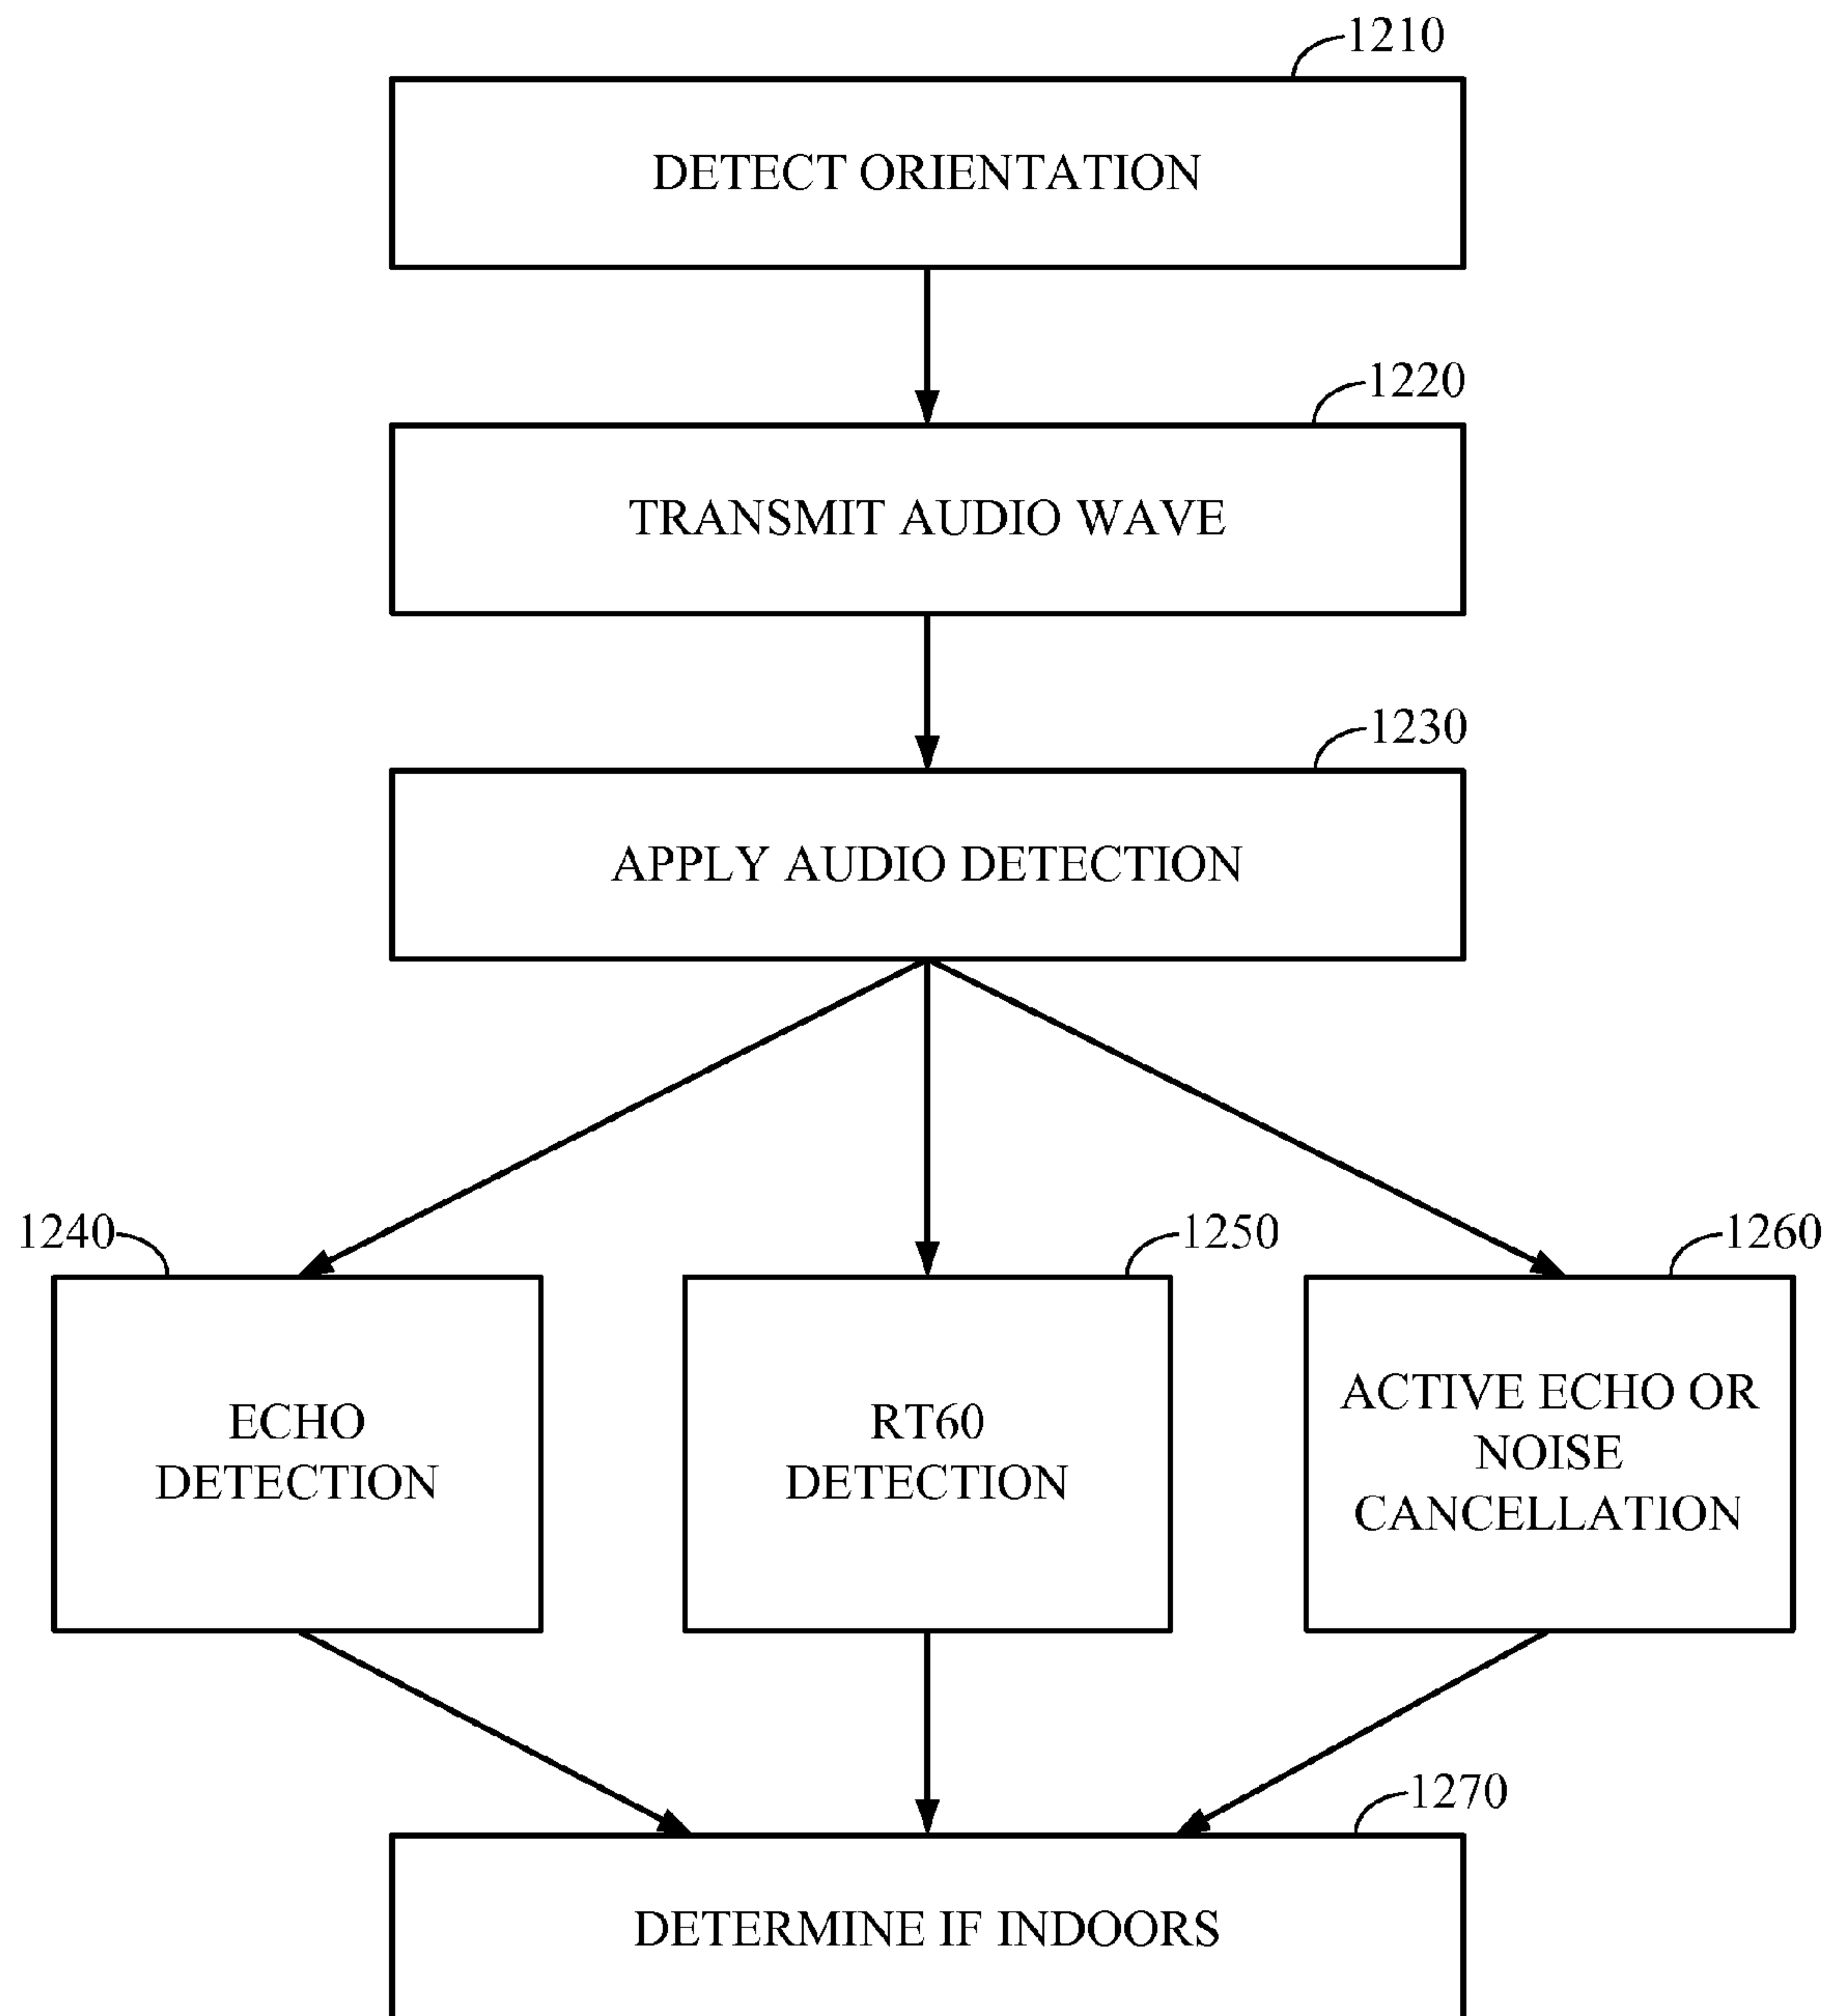 1210
DETECT ORIENTATION
1220
TRANSMIT AUDIO WAVE
1230
APPLY AUDIO DETECTION
1240
1250
1260
ECHO
DETECTION
RT60
DETECTION
ACTIVE ECHO OR
NOISE
CANCELLATION
1270
DETERMINE IF INDOORS